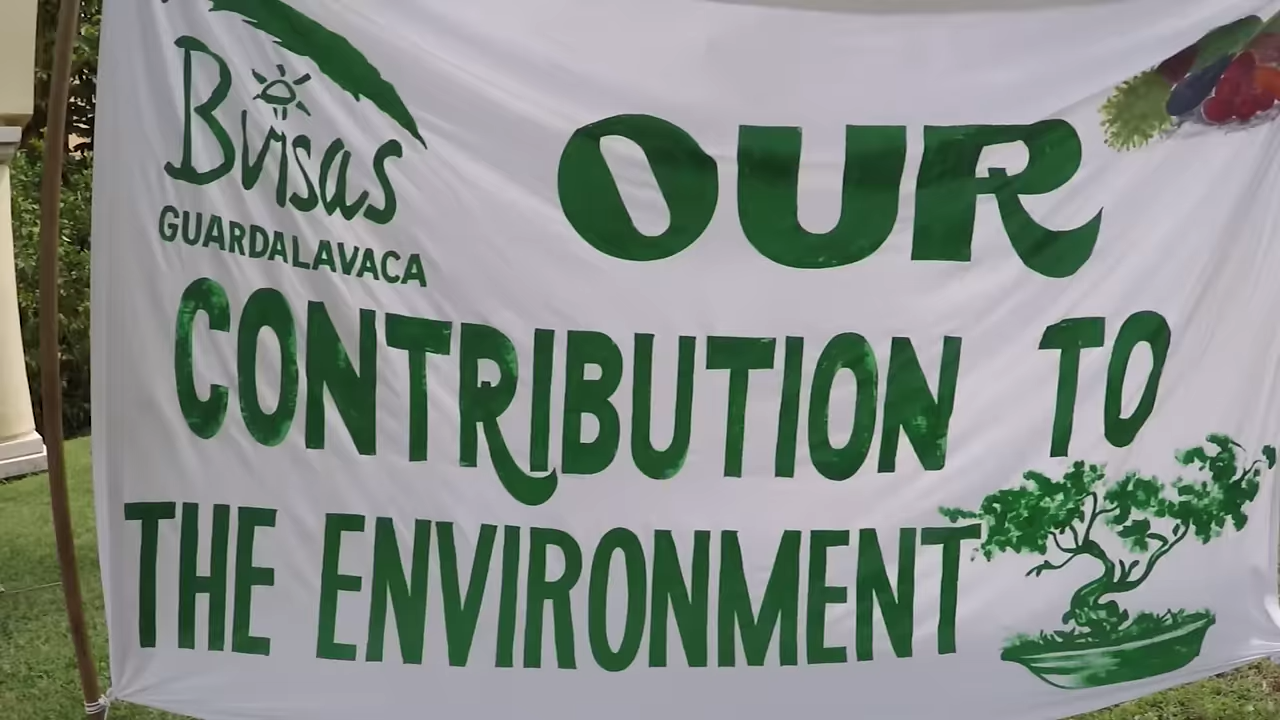 Brisas
GUARDALAVACA
OUR
CONTRIBUTION TO
THE ENVIRONMENT